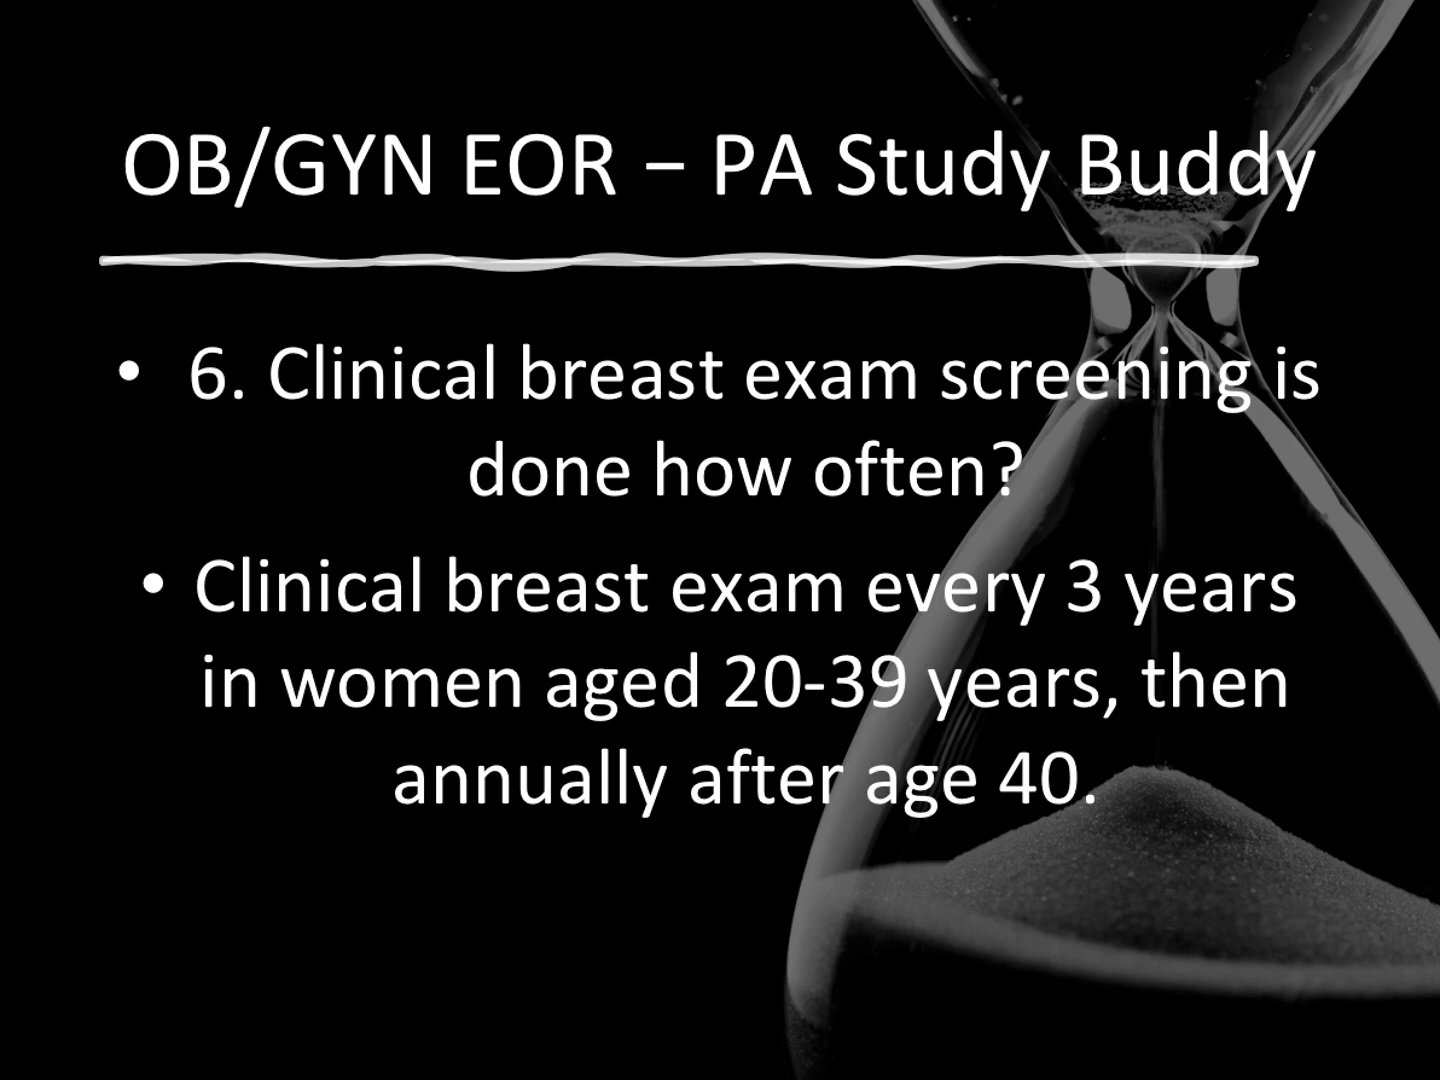 OB/GYN EOR – PA Study Buddy
• 6. Clinical breast exam screening is
done how often?
• Clinical breast exam every 3 years
in women aged 20-39 years, then
annually after age 40.